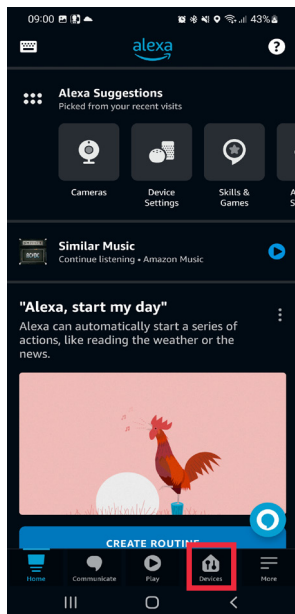 09:00
43%
alexa
?
Alexa Suggestions
Picked from your recent visits
Cameras
Device
Settings
Skills &
Games
A
S
Similar Music
Continue listening • Amazon Music
"Alexa, start my day"
Alexa can automatically start a series of
actions, like reading the weather or the
news.
CREATE ROUTIN
Home
Communicate
Play
Devices
More